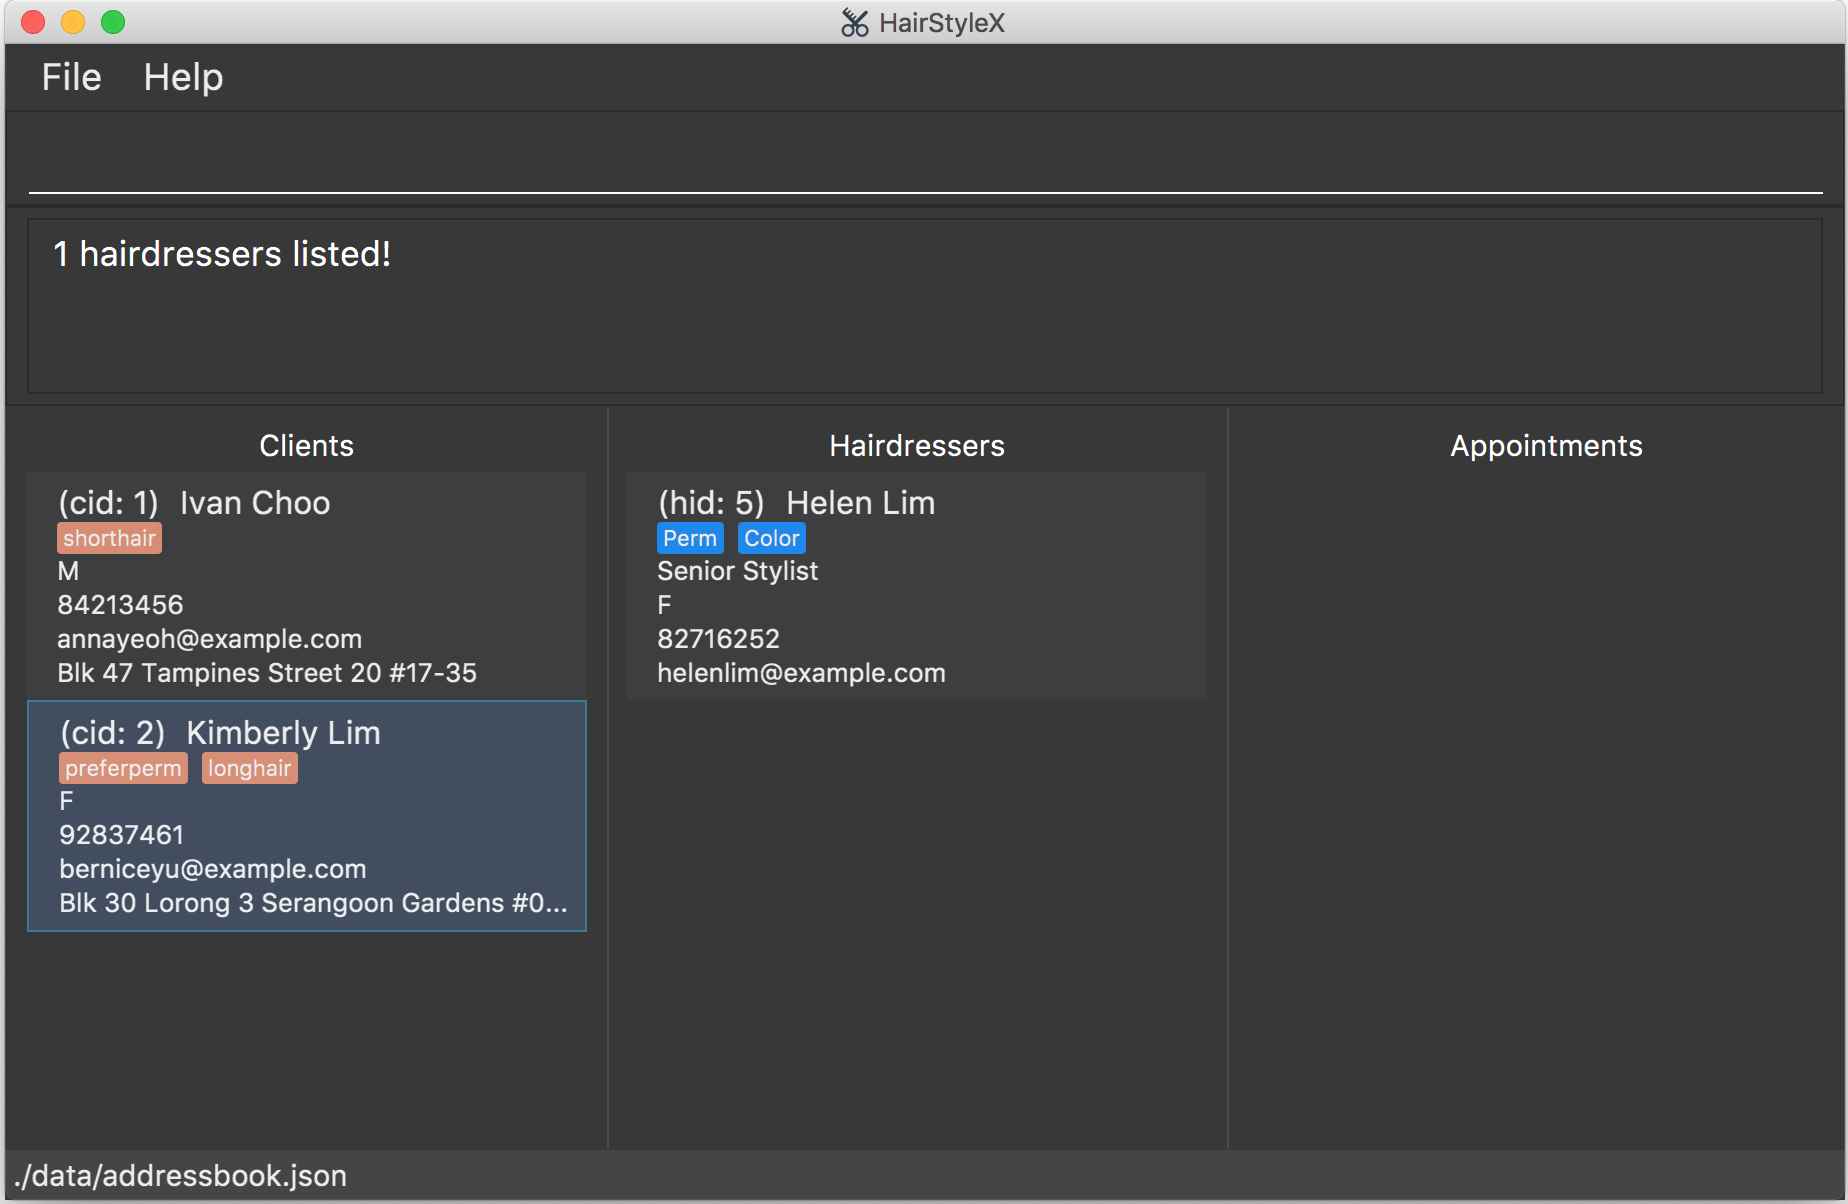 HairStyleX
File Help
1 hairdressers listed!
Clients
(cid: 1) Ivan Choo
shorthair
M
84213456
annayeoh@example.com
Blk 47 Tampines Street 20 #17-35
(cid: 2) Kimberly Lim
preferperm longhair
F
92837461
berniceyu@example.com
Blk 30 Lorong 3 Serangoon Gardens #0...
Hairdressers
(hid: 5) Helen Lim
Perm Color
Senior Stylist
F
82716252
helenlim@example.com
Appointments
./data/addressbook.json